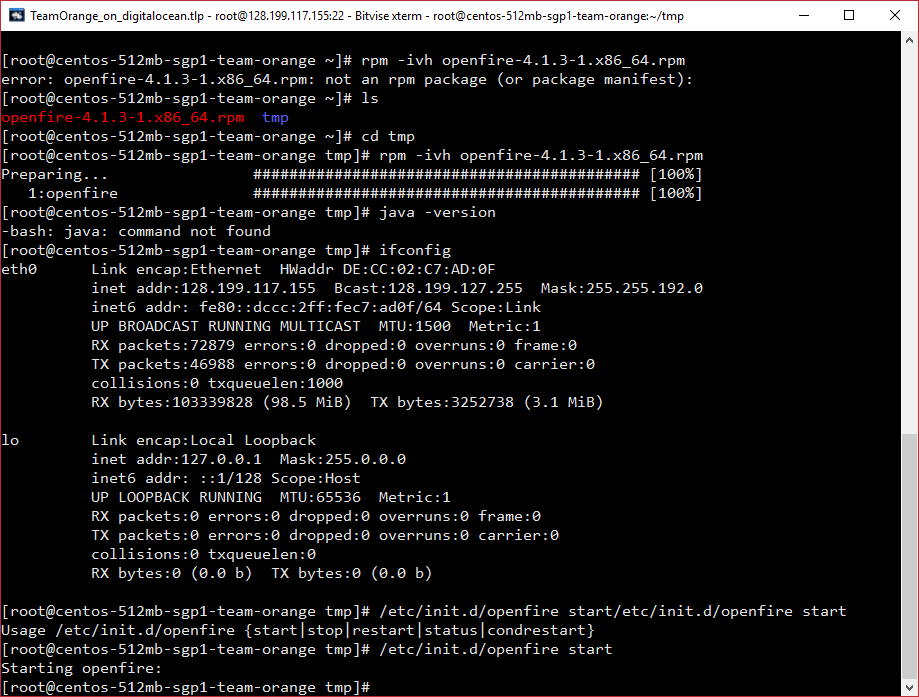 TeamOrange_on_digitalocean.tlp - root@128.199.117.155:22 - Bitvise xterm - root@centos-512mb-sgp1-team-orange:~/tmp
[root@centos-512mb-sgp1-team-orange ~]# rpm -ivh openfire-4.1.3-1.x86_64.rpm
error: openfire-4.1.3-1.x86_64.rpm: not an rpm package (or package manifest):
[root@centos-512mb-sgp1-team-orange ~]# ls
openfire-4.1.3-1.x86_64.rpm  tmp
[root@centos-512mb-sgp1-team-orange ~]# cd tmp
[root@centos-512mb-sgp1-team-orange tmp]# rpm -ivh openfire-4.1.3-1.x86_64.rpm
Preparing...                ########################################### [100%]
   1:openfire               ########################################### [100%]
[root@centos-512mb-sgp1-team-orange tmp]# java -version
-bash: java: command not found
[root@centos-512mb-sgp1-team-orange tmp]# ifconfig
eth0      Link encap:Ethernet  HWaddr DE:CC:02:C7:AD:0F
          inet addr:128.199.117.155  Bcast:128.199.127.255  Mask:255.255.192.0
          inet6 addr: fe80::dccc:2ff:fec7:ad0f/64 Scope:Link
          UP BROADCAST RUNNING MULTICAST  MTU:1500  Metric:1
          RX packets:72879 errors:0 dropped:0 overruns:0 frame:0
          TX packets:46988 errors:0 dropped:0 overruns:0 carrier:0
          collisions:0 txqueuelen:1000
          RX bytes:103339828 (98.5 MiB)  TX bytes:3252738 (3.1 MiB)
lo        Link encap:Local Loopback
          inet addr:127.0.0.1  Mask:255.0.0.0
          inet6 addr: ::1/128 Scope:Host
          UP LOOPBACK RUNNING  MTU:65536  Metric:1
          RX packets:0 errors:0 dropped:0 overruns:0 frame:0
          TX packets:0 errors:0 dropped:0 overruns:0 carrier:0
          collisions:0 txqueuelen:0
          RX bytes:0 (0.0 b)  TX bytes:0 (0.0 b)
[root@centos-512mb-sgp1-team-orange tmp]# /etc/init.d/openfire start/etc/init.d/openfire start
Usage /etc/init.d/openfire {start|stop|restart|status|condrestart}
[root@centos-512mb-sgp1-team-orange tmp]# /etc/init.d/openfire start
Starting openfire:
[root@centos-512mb-sgp1-team-orange tmp]#